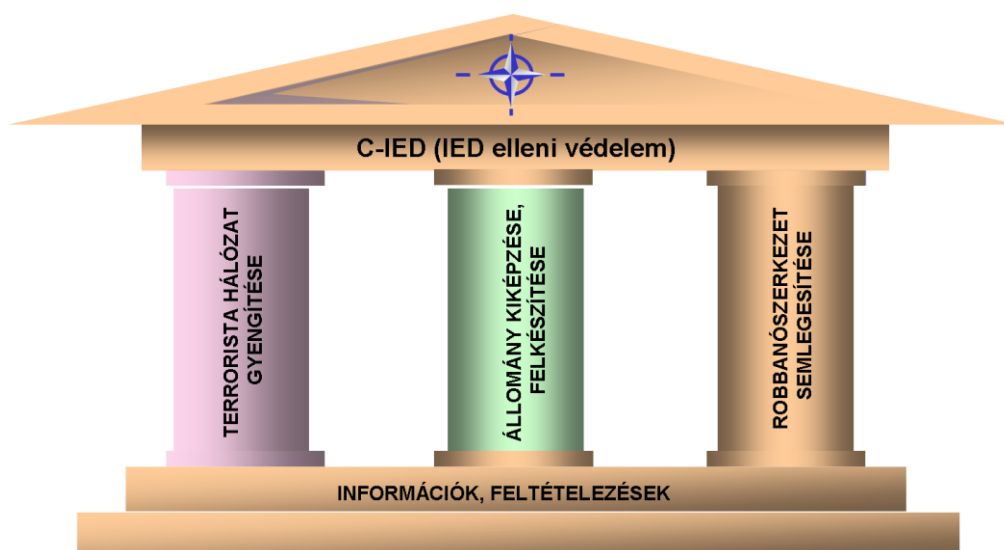 C-IED (IED elleni védelem)
TERRORISTA HÁLÓZAT
GYENGÍTÉSE
ÁLLOMÁNY KIKÉPZÉSE,
FELKÉSZÍTÉSE
ROBBANÓSZERKEZET
SEMLEGESÍTÉSE
INFORMÁCIÓK, FELTÉTELEZÉSEK